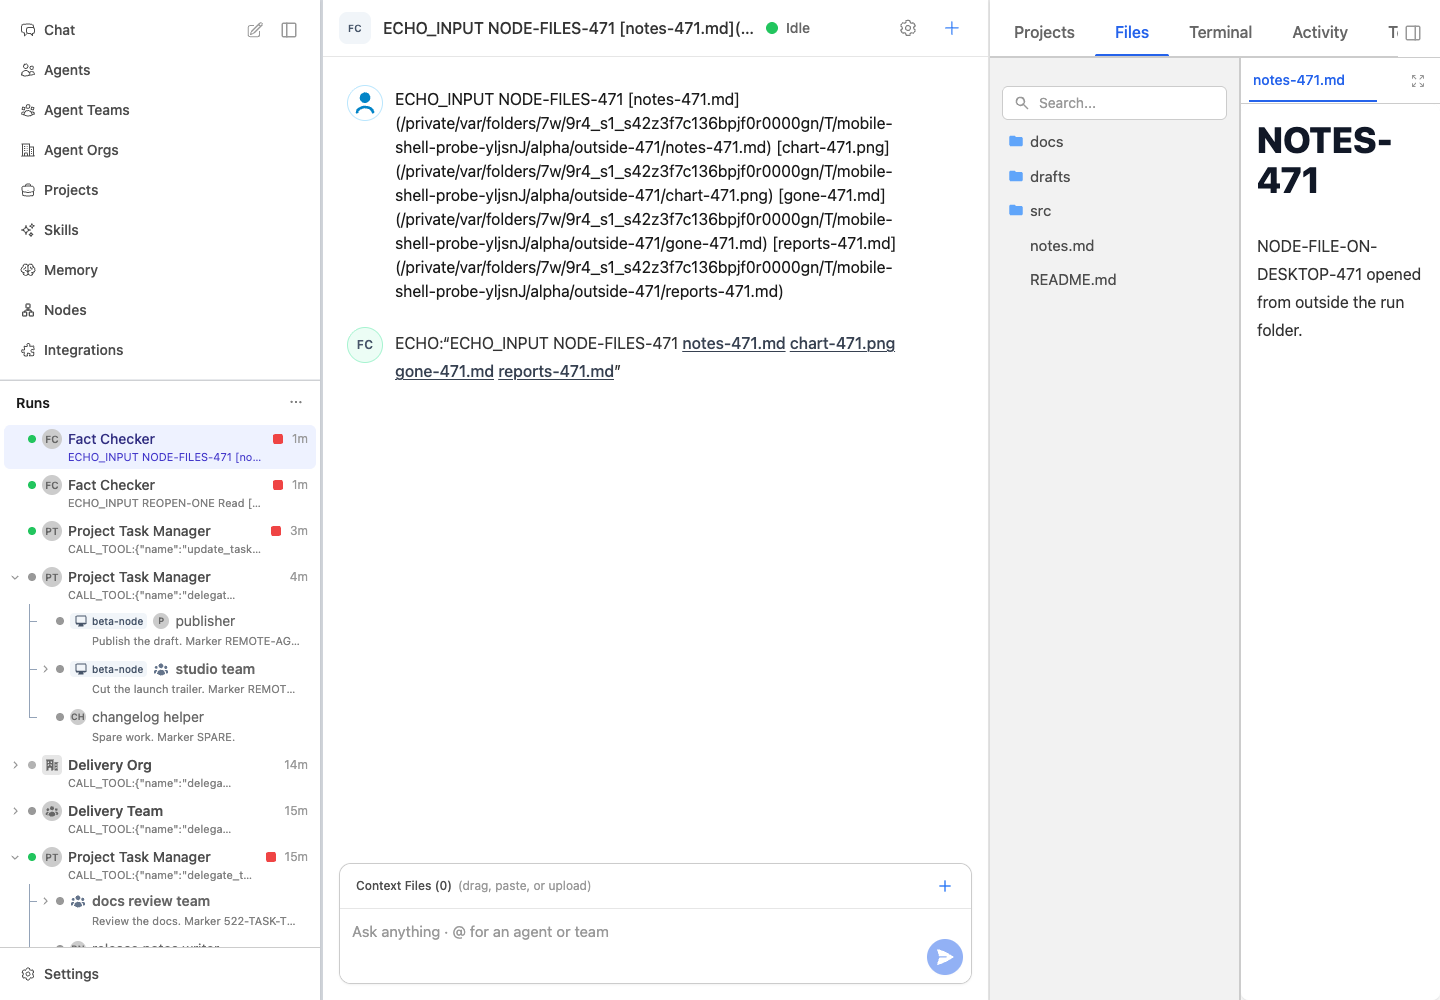 Chat
Agents
Agent Teams
Agent Orgs
Projects
Skills
Memory
Nodes
Integrations
Runs
FC Fact Checker 1m
ECHO_INPUT NODE-FILES-471 [no...
FC Fact Checker 1m
ECHO_INPUT REOPEN-ONE Read [...
PT Project Task Manager 3m
CALL_TOOL:{"name":"update_task...
PT Project Task Manager 4m
CALL_TOOL:{"name":"delegat...
beta-node P publisher
Publish the draft. Marker REMOTE-AG...
beta-node studio team
Cut the launch trailer. Marker REMOT...
CH changelog helper
Spare work. Marker SPARE.
Delivery Org 14m
CALL_TOOL:{"name":"delega...
Delivery Team 15m
CALL_TOOL:{"name":"delega...
PT Project Task Manager 15m
CALL_TOOL:{"name":"delegate_t...
docs review team
Review the docs. Marker 522-TASK-T...
Settings
FC ECHO_INPUT NODE-FILES-471 [notes-471.md](... Idle
ECHO_INPUT NODE-FILES-471 [notes-471.md]
(/private/var/folders/7w/9r4_s1_s42z3f7c136bpjf0r0000gn/T/mobile-
shell-probe-yljsnJ/alpha/outside-471/notes-471.md) [chart-471.png]
(/private/var/folders/7w/9r4_s1_s42z3f7c136bpjf0r0000gn/T/mobile-
shell-probe-yljsnJ/alpha/outside-471/chart-471.png) [gone-471.md]
(/private/var/folders/7w/9r4_s1_s42z3f7c136bpjf0r0000gn/T/mobile-
shell-probe-yljsnJ/alpha/outside-471/gone-471.md) [reports-471.md]
(/private/var/folders/7w/9r4_s1_s42z3f7c136bpjf0r0000gn/T/mobile-
shell-probe-yljsnJ/alpha/outside-471/reports-471.md)
FC ECHO:“ECHO_INPUT NODE-FILES-471 notes-471.md chart-471.png
gone-471.md reports-471.md”
Context Files (0) (drag, paste, or upload)
Ask anything · @ for an agent or team
Projects Files Terminal Activity
Search...
docs
drafts
src
notes.md
README.md
notes-471.md
NOTES-
471
NODE-FILE-ON-
DESKTOP-471 opened
from outside the run
folder.